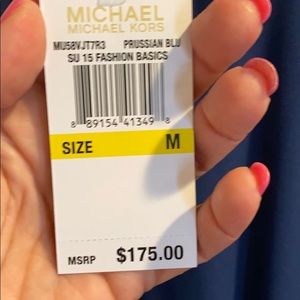 MICHAEL
MICHAEL KORS
MU58VJT7R3 PRUSSIAN BLU
SU 15 FASHION BASICS
8 89154 41349 8
SIZE M
MSRP $175.00